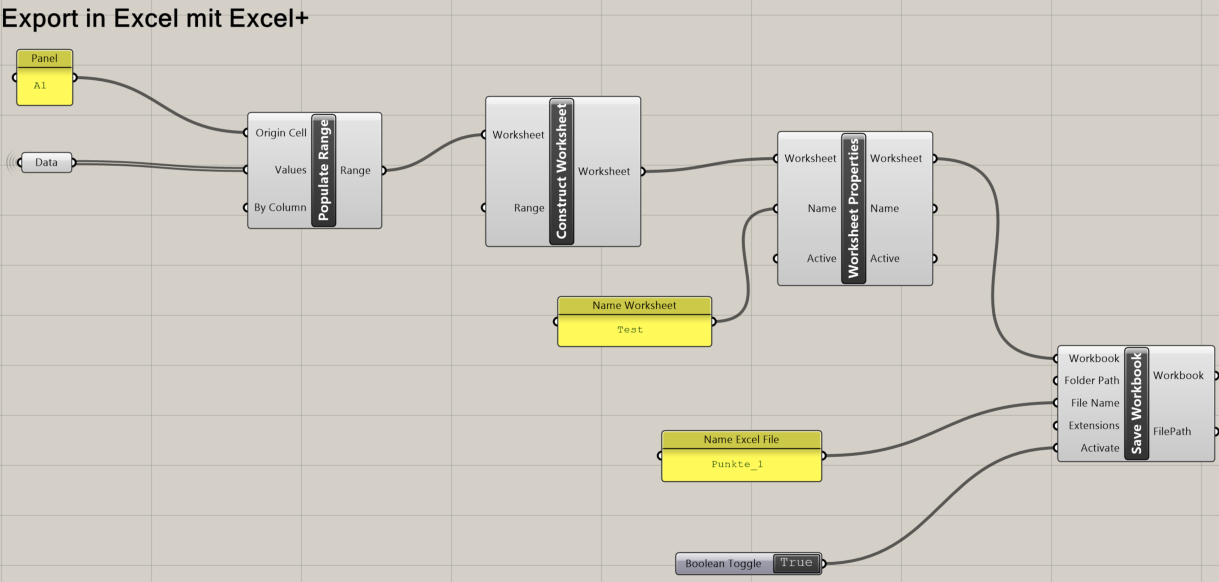 Export in Excel mit Excel+
Panel
A1
Data
Origin Cell
Values
By Column
Populate Range
Range
Worksheet
Range
Construct Worksheet
Worksheet
Worksheet
Name
Active
Worksheet Properties
Worksheet
Name
Active
Name Worksheet
Test
Workbook
Folder Path
File Name
Extensions
Activate
Save Workbook
Workbook
FilePath
Name Excel File
Punkte_1
Boolean Toggle
True